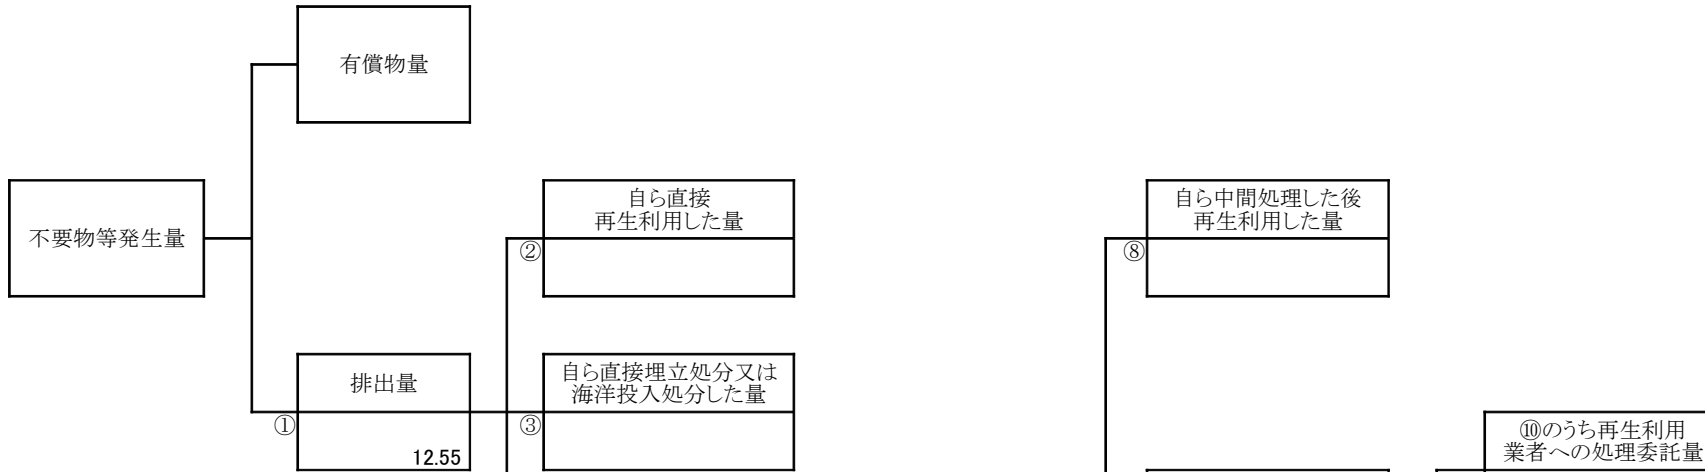 有償物量
自ら直接
再生利用した量
自ら中間処理した後
再生利用した量
不要物等発生量
②
⑧
排出量
自ら直接埋立処分又は
海洋投入処分した量
①
③
⑩のうち再生利用
業者への処理委託量
12.55